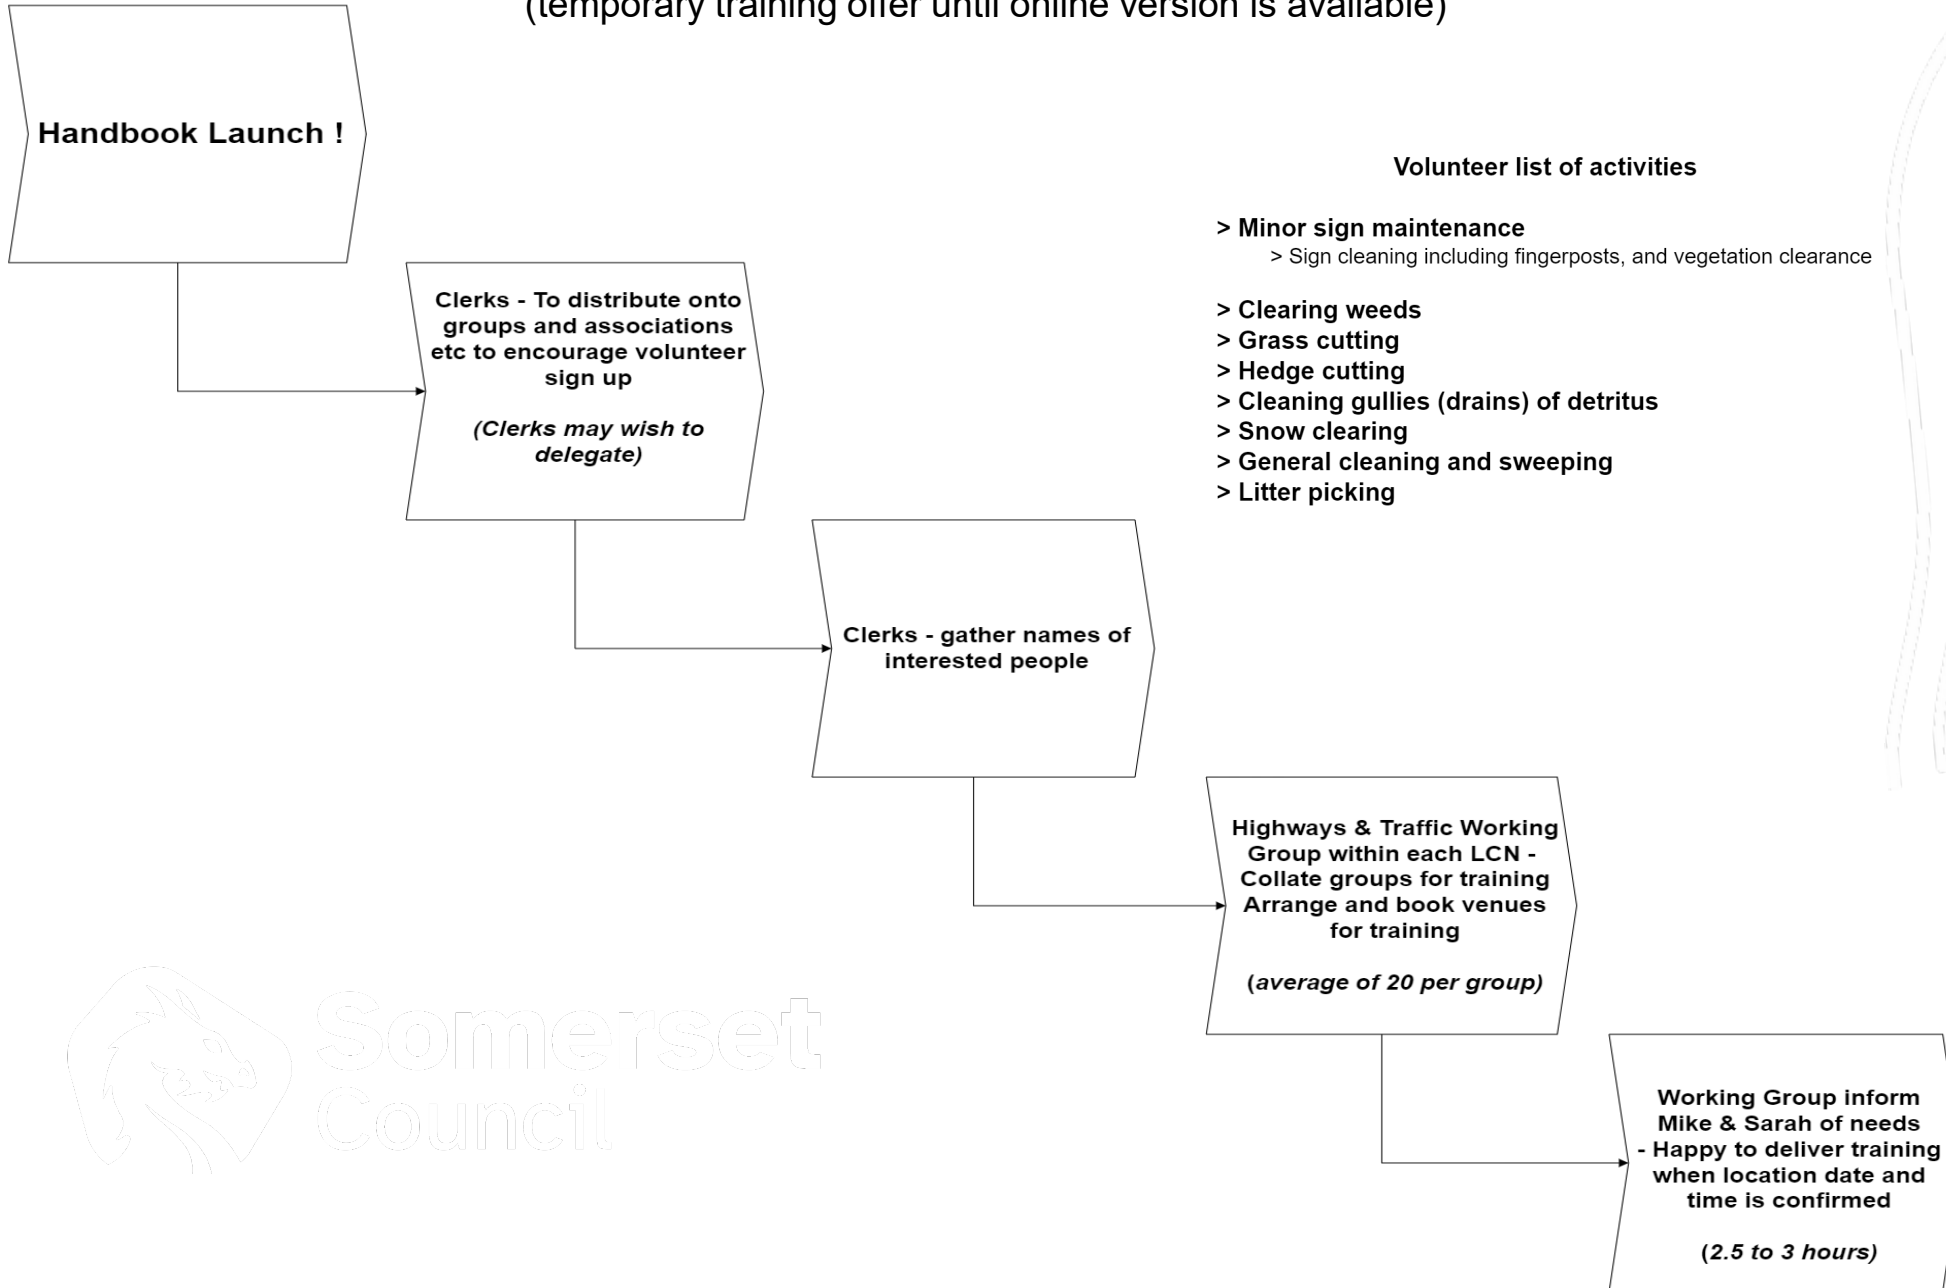 (temporary training offer until online version is available)
Handbook Launch !
Clerks - To distribute onto
groups and associations
etc to encourage volunteer
sign up
(Clerks may wish to
delegate)
Clerks - gather names of
interested people
Volunteer list of activities
> Minor sign maintenance
> Sign cleaning including fingerposts, and vegetation clearance
> Clearing weeds
> Grass cutting
> Hedge cutting
> Cleaning gullies (drains) of detritus
> Snow clearing
> General cleaning and sweeping
> Litter picking
Highways & Traffic Working
Group within each LCN -
Collate groups for training
Arrange and book venues
for training
(average of 20 per group)
Working Group inform
Mike & Sarah of needs
- Happy to deliver training
when location date and
time is confirmed
(2.5 to 3 hours)
Somerset
Council